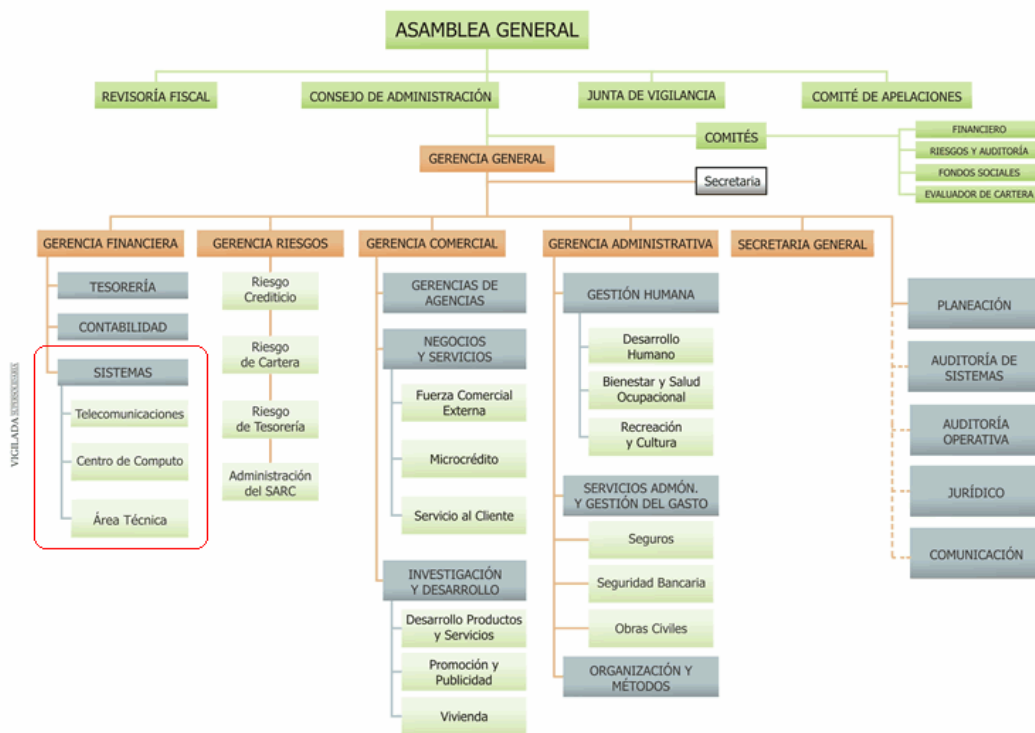 ASAMBLEA GENERAL
REVISORÍA FISCAL
CONSEJO DE ADMINISTRACIÓN
JUNTA DE VIGILANCIA
COMITÉ DE APELACIONES
COMITÉS
FINANCIERO
RIESGOS Y AUDITORÍA
FONDOS SOCIALES
EVALUADOR DE CARTERA
GERENCIA GENERAL
Secretaria
GERENCIA FINANCIERA
TESORERÍA
CONTABILIDAD
SISTEMAS
Telecomunicaciones
Centro de Computo
Área Técnica
GERENCIA RIESGOS
Riesgo
Crediticio
Riesgo
de Cartera
Riesgo
de Tesorería
Administración
del SARC
GERENCIA COMERCIAL
GERENCIAS DE
AGENCIAS
NEGOCIOS
Y SERVICIOS
Fuerza Comercial
Externa
Microcrédito
Servicio al Cliente
INVESTIGACIÓN
Y DESARROLLO
Desarrollo Productos
y Servicios
Promoción y
Publicidad
Vivienda
GERENCIA ADMINISTRATIVA
GESTIÓN HUMANA
Desarrollo
Humano
Bienestar y Salud
Ocupacional
Recreación
y Cultura
SERVICIOS ADMÓN.
Y GESTIÓN DEL GASTO
Seguros
Seguridad Bancaria
Obras Civiles
ORGANIZACIÓN Y
MÉTODOS
SECRETARIA GENERAL
PLANEACIÓN
AUDITORÍA DE
SISTEMAS
AUDITORÍA
OPERATIVA
JURÍDICO
COMUNICACIÓN
VIGILADA